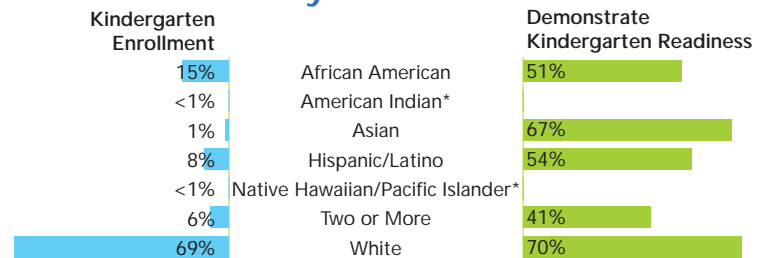 Kindergarten
Enrollment
Demonstrate
Kindergarten Readiness
15% African American 51%
<1% American Indian*
1% Asian 67%
8% Hispanic/Latino 54%
<1% Native Hawaiian/Pacific Islander*
6% Two or More 41%
69% White 70%